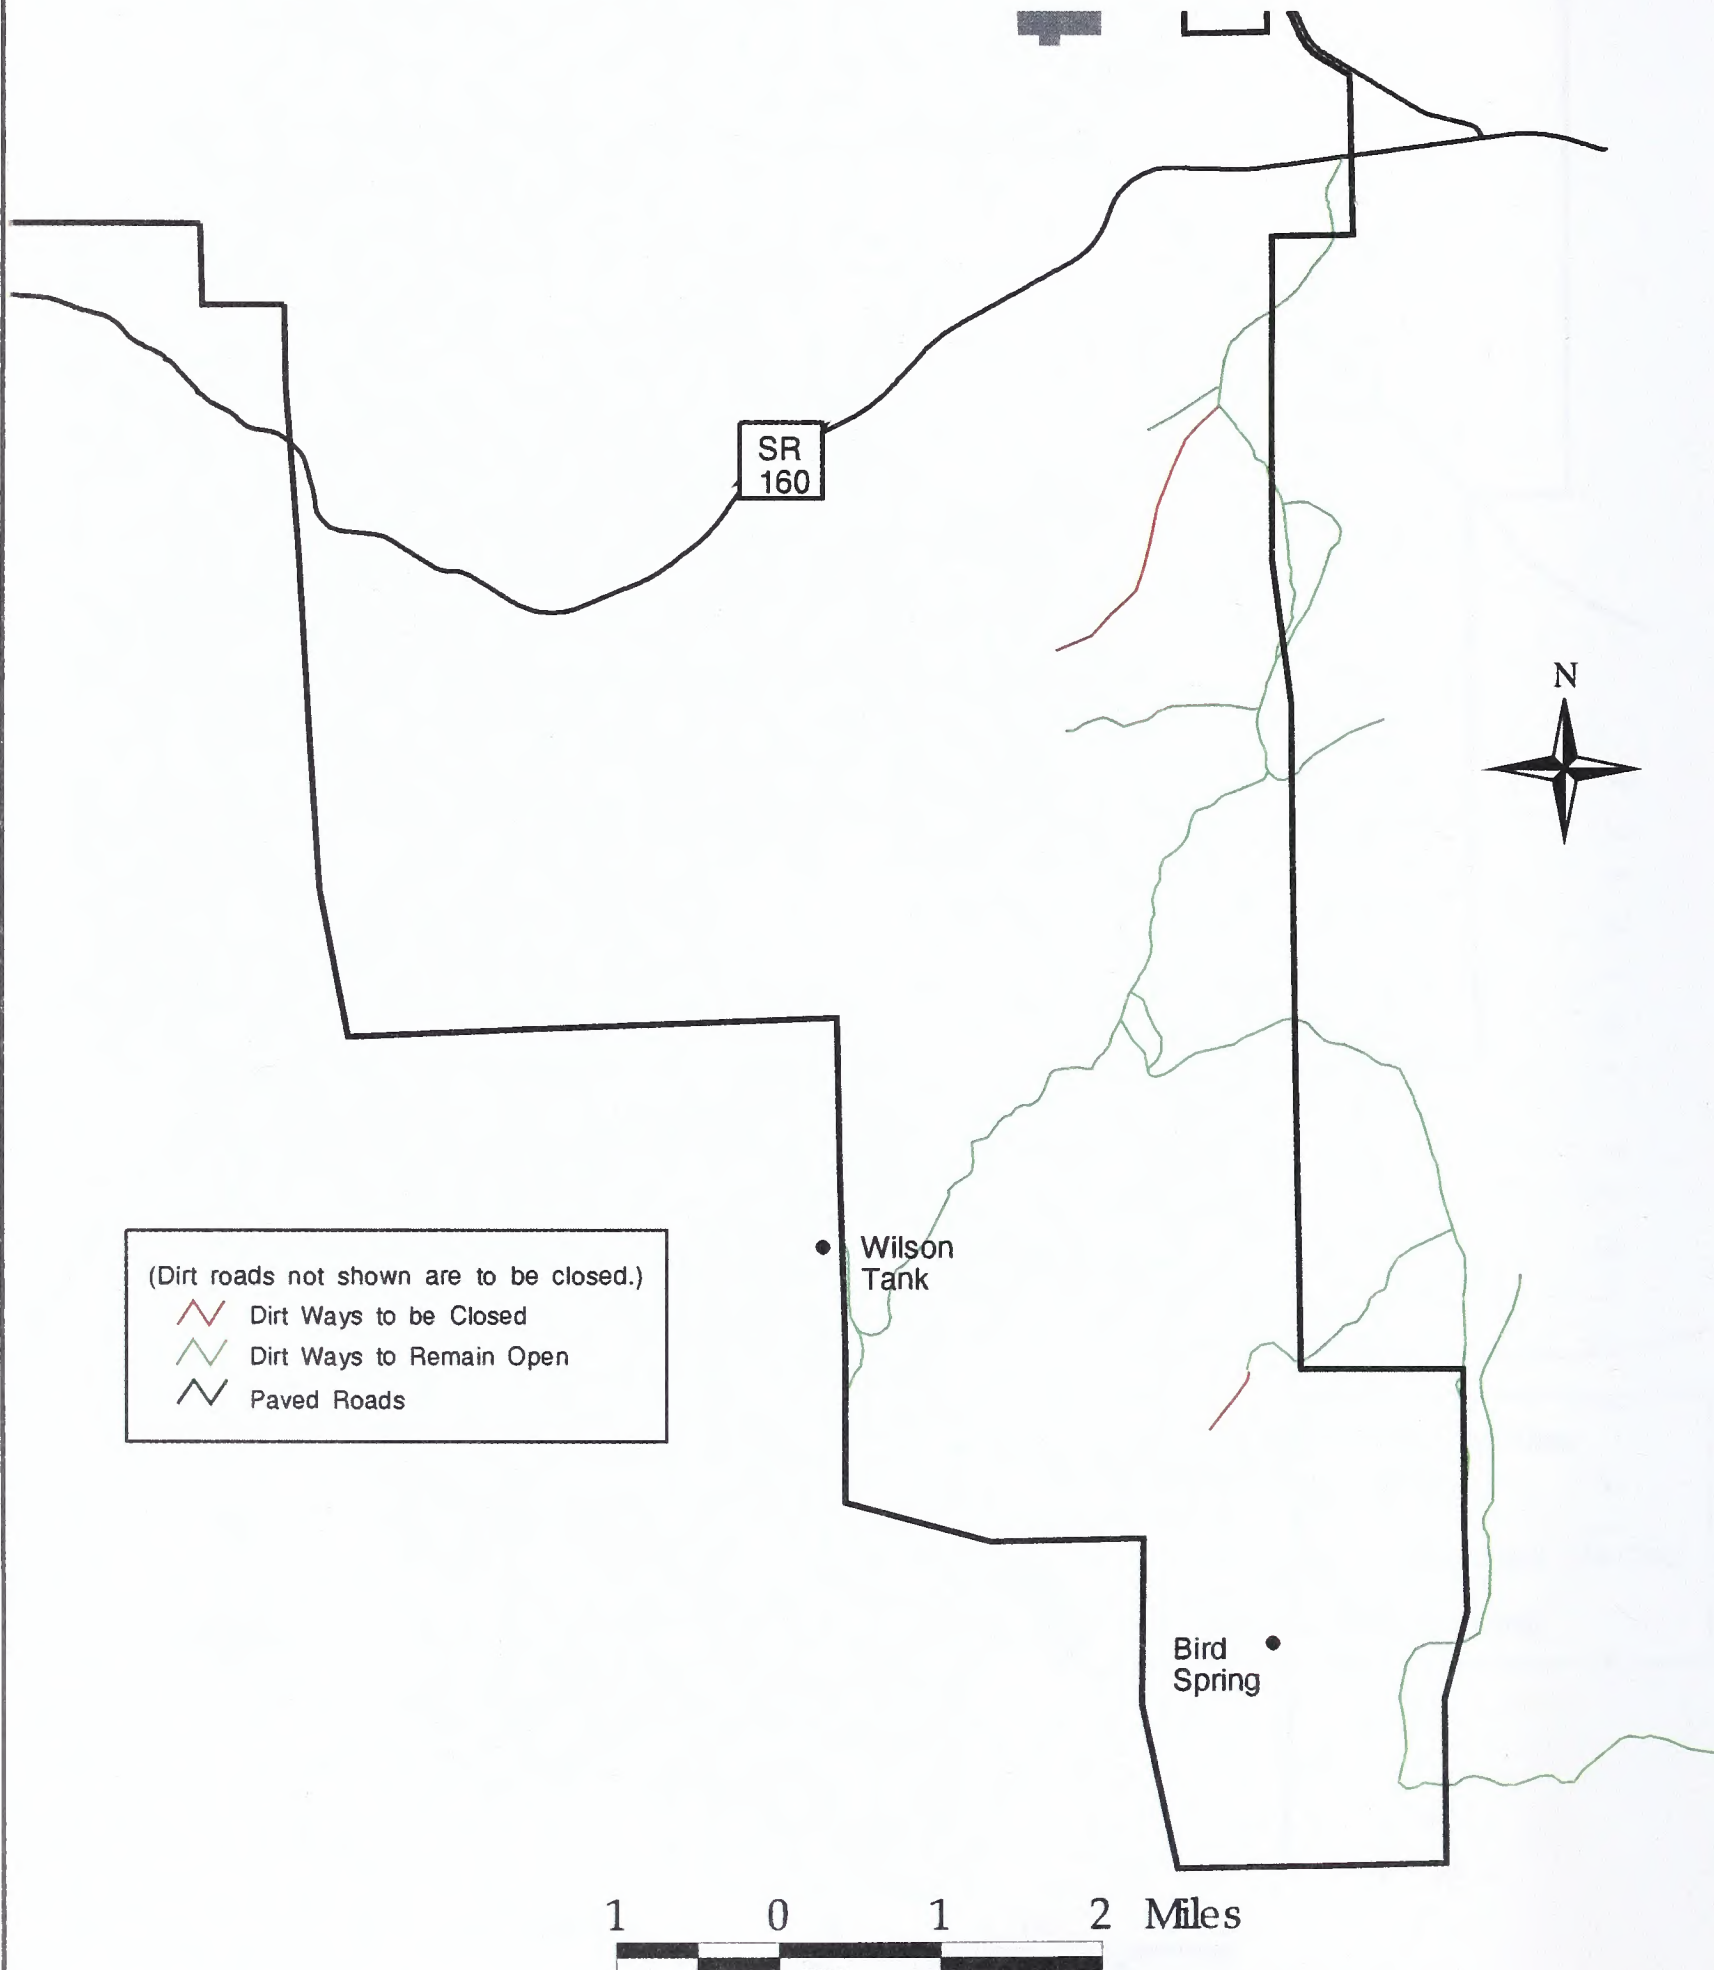 SR
160
N
Wilson
Tank
(Dirt roads not shown are to be closed.)
Dirt Ways to be Closed
Dirt Ways to Remain Open
Paved Roads
Bird
Spring
1 0 1 2 Miles